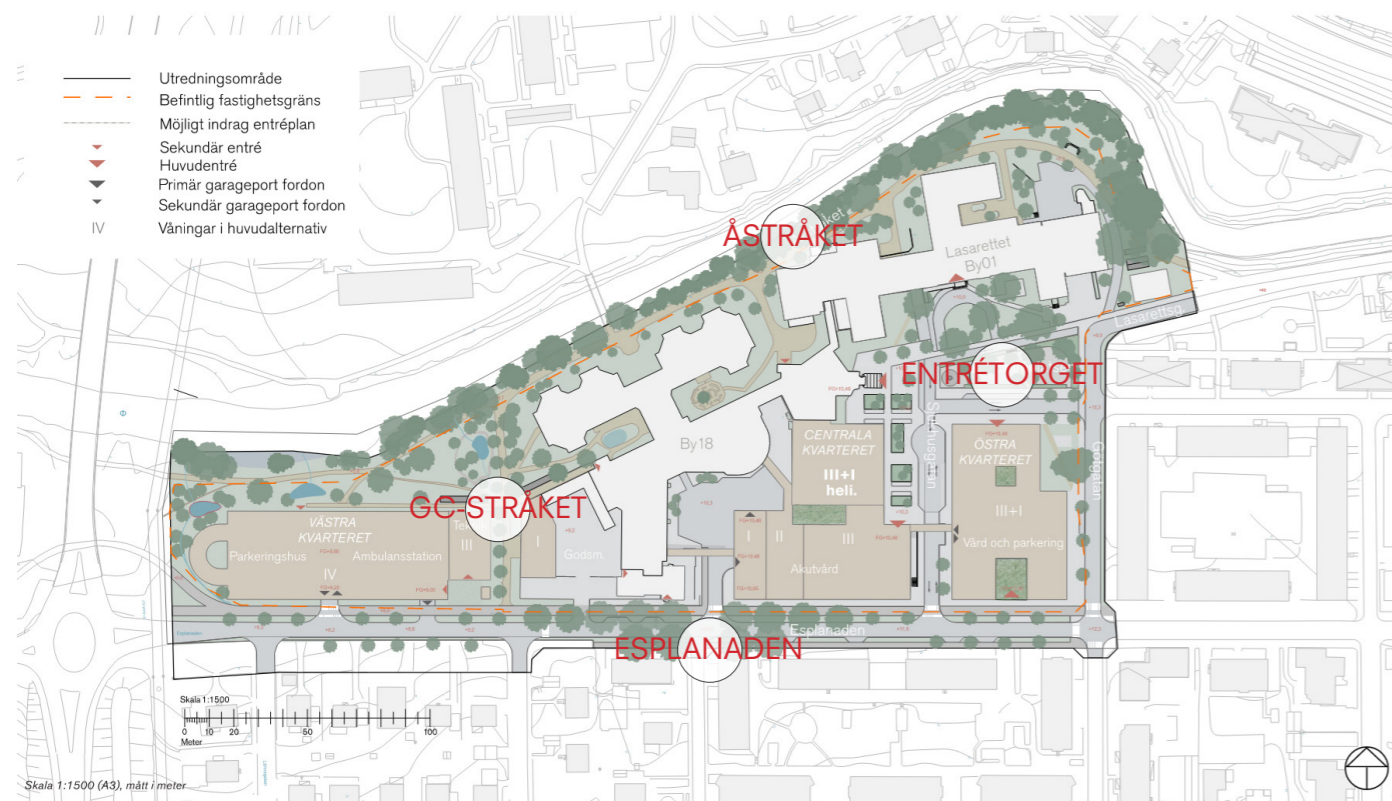 Utredningsområde
Befintlig fastighetsgräns
Möjligt indrag entréplan
Sekundär entré
Huvudentré
Primär garageport fordon
Sekundär garageport fordon
IV Våningar i huvudalternativ
ÅSTRÅKET
Lasarettet
By01
Lasarettsg
ENTRÉTORGET
By18
CENTRALA
KVARTERET
III+I
heli.
ÖSTRA
KVARTERET
III+I
Vård och parkering
Götgatan
GC-STRÅKET
VÄSTRA
KVARTERET
Parkeringshus
Ambulansstation
IV
Tek
III
I
Godsm.
I
II
III
Akutvård
Esplanaden
ESPLANADEN
Skala 1:1500
0 10 20 50 100
Meter
Skala 1:1500 (A3), mått i meter